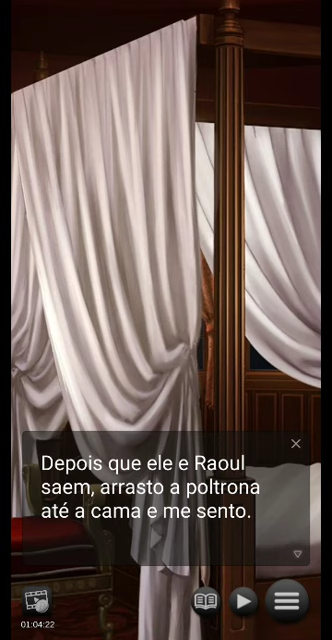 Depois que ele e Raoul
saem, arrasto a poltrona
até a cama e me sento.
01:04:22